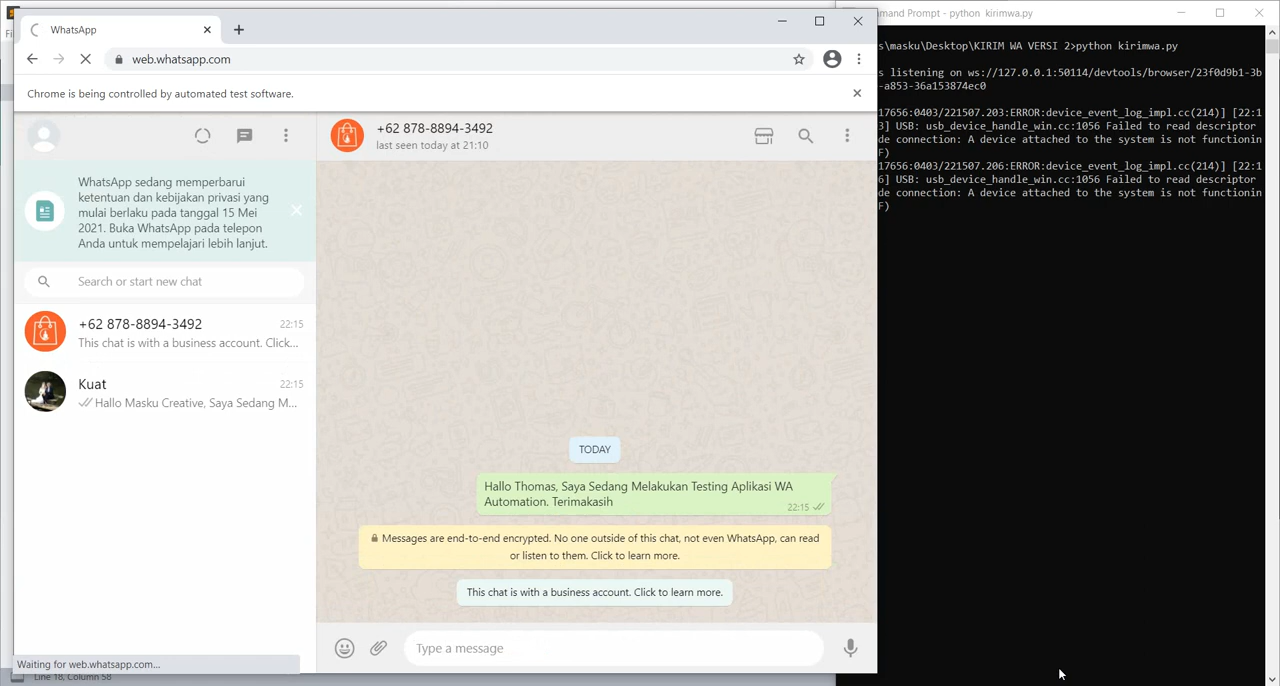 WhatsApp
web.whatsapp.com
Chrome is being controlled by automated test software.
WhatsApp sedang memperbarui
ketentuan dan kebijakan privasi yang
mulai berlaku pada tanggal 15 Mei
2021. Buka WhatsApp pada telepon
Anda untuk mempelajari lebih lanjut.
Search or start new chat
+62 878-8894-3492
22:15
This chat is with a business account. Click...
Kuat
22:15
Hallo Masku Creative, Saya Sedang M...
Waiting for web.whatsapp.com...
Line 18, Column 58
+62 878-8894-3492
last seen today at 21:10
TODAY
Hallo Thomas, Saya Sedang Melakukan Testing Aplikasi WA
Automation. Terimakasih
22:15
Messages are end-to-end encrypted. No one outside of this chat, not even WhatsApp, can read
or listen to them. Click to learn more.
This chat is with a business account. Click to learn more.
Type a message
mand Prompt - python kirimwa.py
s\masku\Desktop\KIRIM WA VERSI 2>python kirimwa.py
s listening on ws://127.0.0.1:50114/devtools/browser/23f0d9b1-3b
-a853-36a153874ec0
17656:0403/221507.203:ERROR:device_event_log_impl.cc(214)] [22:1
3] USB: usb_device_handle_win.cc:1056 Failed to read descriptor
de connection: A device attached to the system is not functionin
F)
17656:0403/221507.206:ERROR:device_event_log_impl.cc(214)] [22:1
6] USB: usb_device_handle_win.cc:1056 Failed to read descriptor
de connection: A device attached to the system is not functionin
F)